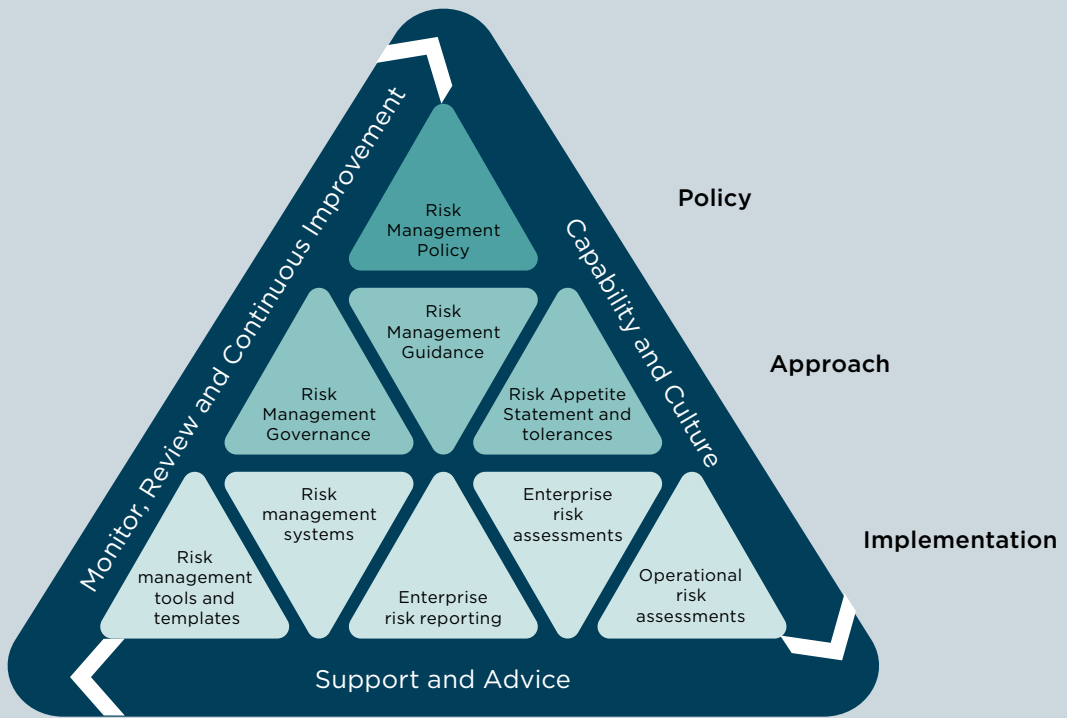 Monitor, Review and Continuous Improvement
Capability and Culture
Policy
Risk
Management
Policy
Approach
Risk
Management
Guidance
Risk
Management
Governance
Risk Appetite
Statement and
tolerances
Implementation
Risk
management
tools and
templates
Risk
management
systems
Enterprise
risk reporting
Enterprise
risk
assessments
Operational
risk
assessments
Support and Advice